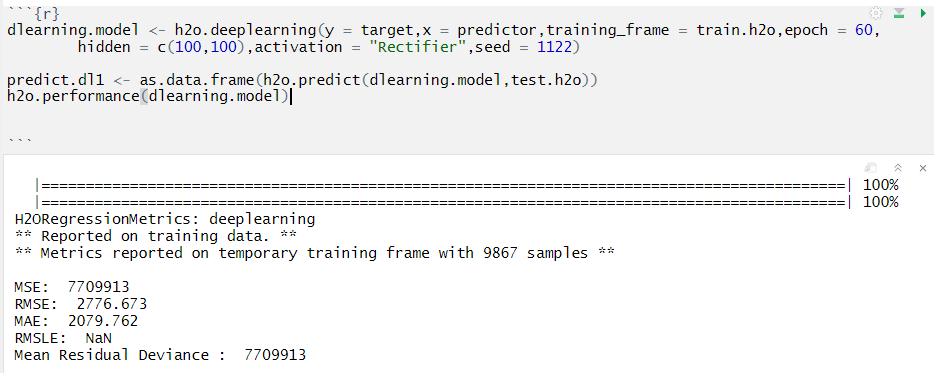 ```{r}
dlearning.model <- h2o.deeplearning(y = target,x = predictor,training_frame = train.h2o,epoch = 60,
        hidden = c(100,100),activation = "Rectifier",seed = 1122)
predict.dl1 <- as.data.frame(h2o.predict(dlearning.model,test.h2o))
h2o.performance(dlearning.model)
```
|==========================================================================================| 100%
|==========================================================================================| 100%
H2ORegressionMetrics: deeplearning
** Reported on training data. **
** Metrics reported on temporary training frame with 9867 samples **
MSE:  7709913
RMSE:  2776.673
MAE:  2079.762
RMSLE:  NaN
Mean Residual Deviance :  7709913